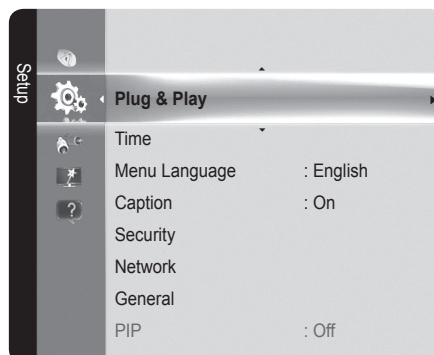 Setup
Plug & Play
Time
Menu Language : English
Caption : On
Security
Network
General
PIP : Off